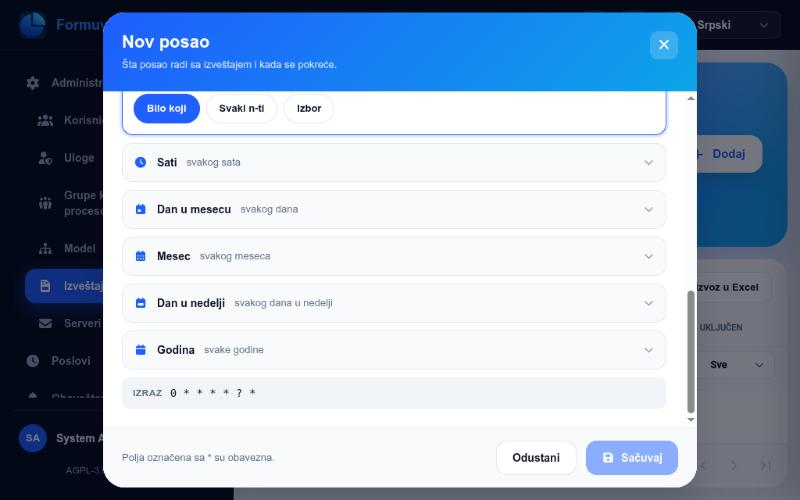 Formuv
Srpski
Administr
Korisnic
Uloge
Grupe k
procese
Model
Izveštaj
Serveri
Poslovi
SA
System A
AGPL-3.
Nov posao
Šta posao radi sa izveštajem i kada se pokreće.
Bilo koji
Svaki n-ti
Izbor
Sati svakog sata
Dan u mesecu svakog dana
Mesec svakog meseca
Dan u nedelji svakog dana u nedelji
Godina svake godine
IZRAZ 0 * * * * ? *
Polja označena sa * su obavezna.
Odustani
Sačuvaj
Dodaj
zvoz u Excel
UKLJUČEN
Sve